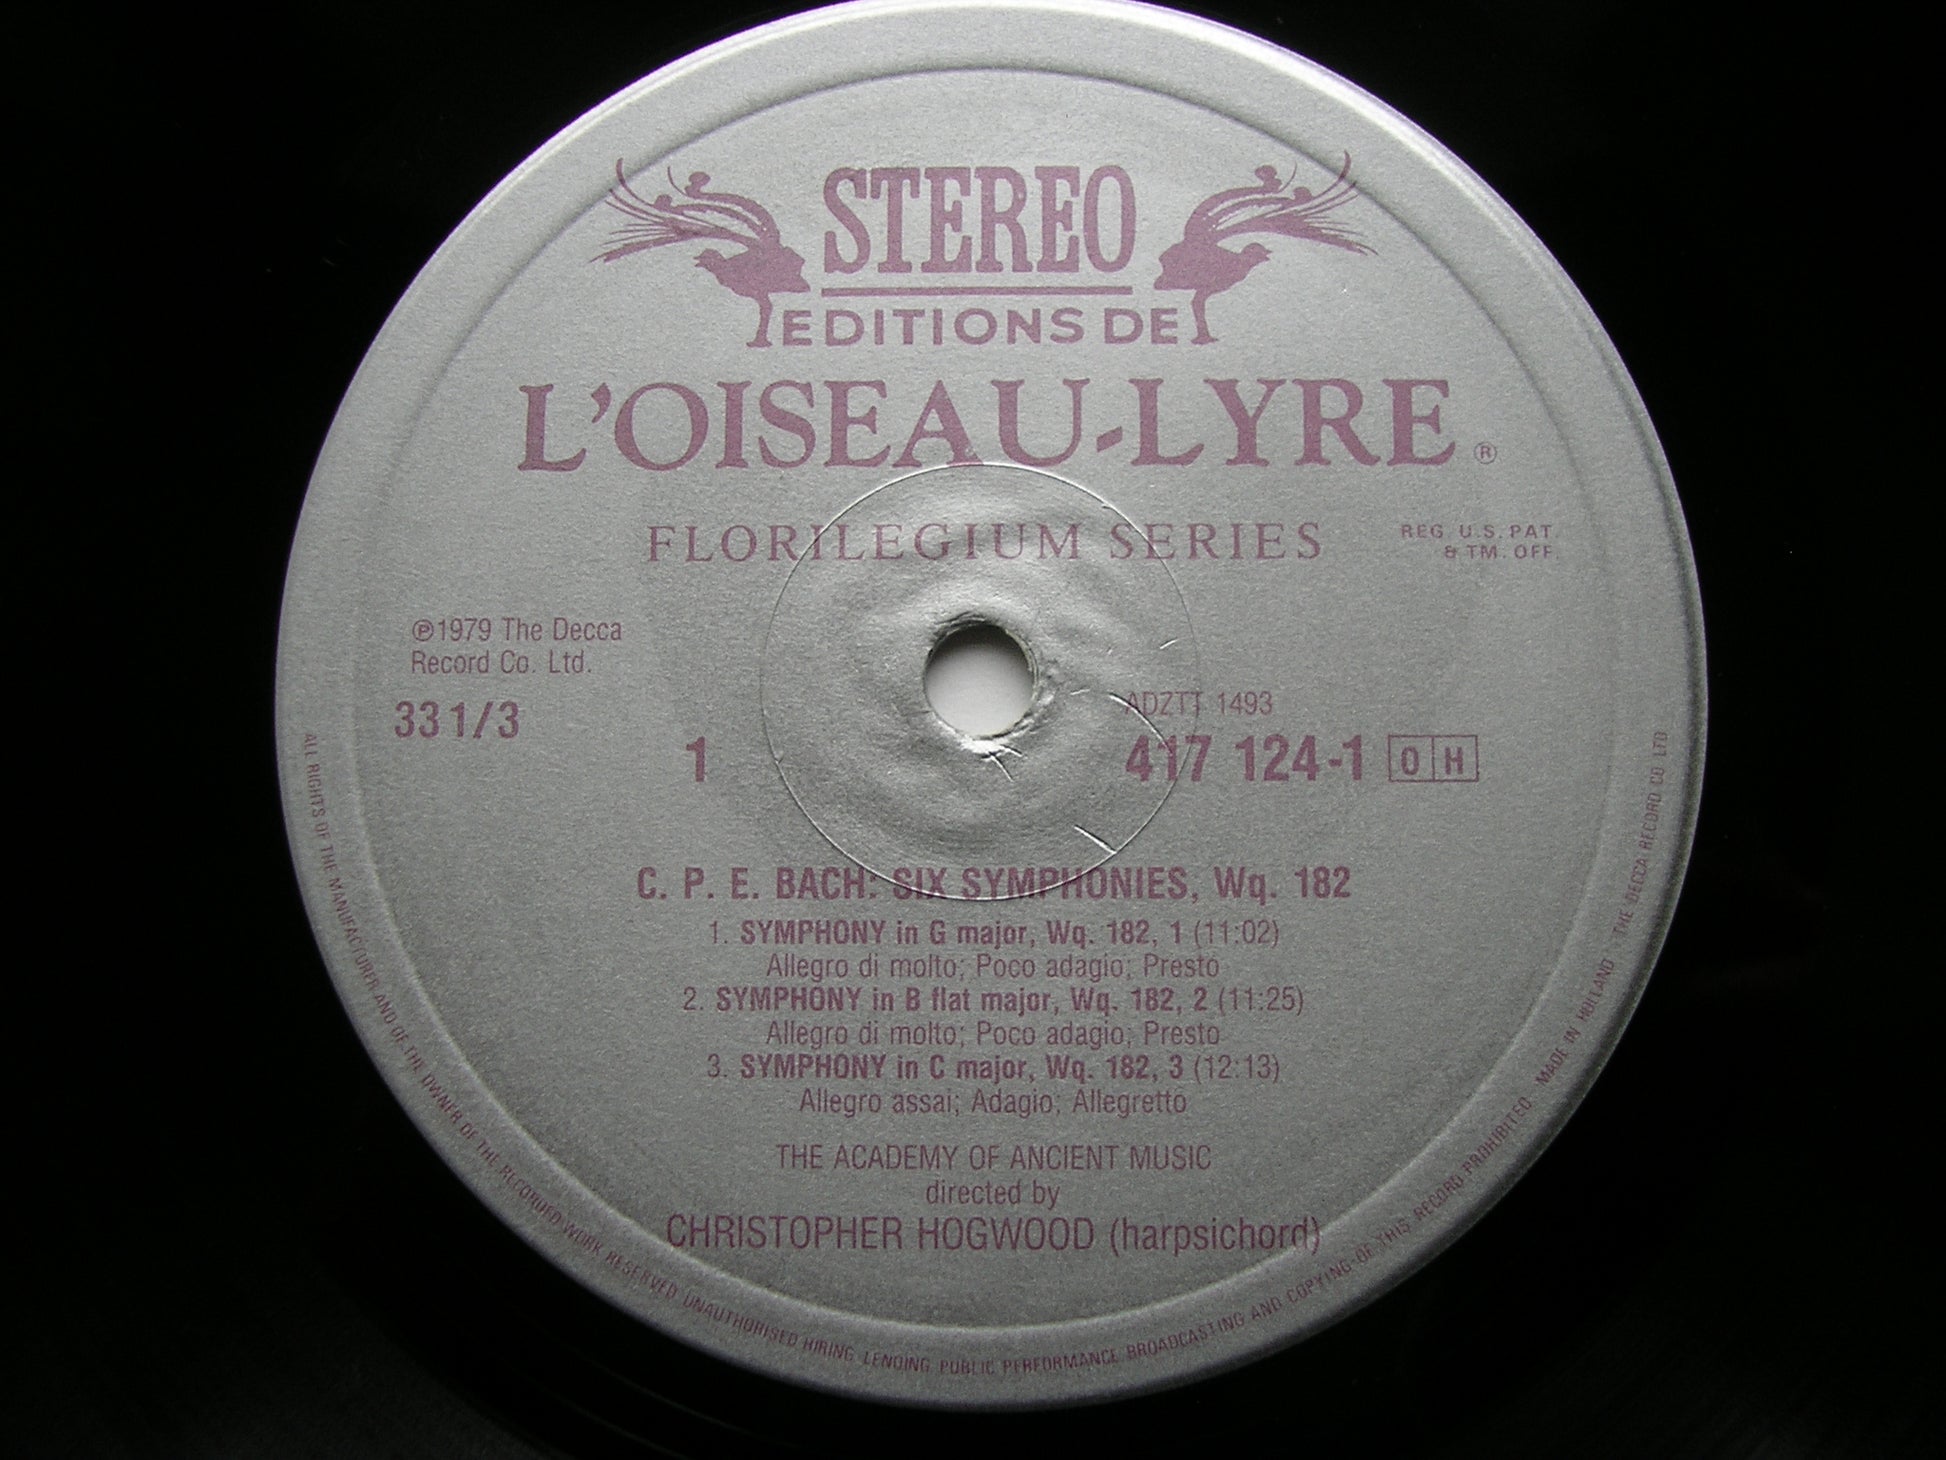 STEREO
EDITIONS DE
L'OISEAU-LYRE ®
FLORILEGIUM SERIES
REG. U.S. PAT.
& TM. OFF.
℗1979 The Decca
Record Co. Ltd.
33 1/3
1
ADZTT 1493
417 124-1 O H
C. P. E. BACH: SIX SYMPHONIES, Wq. 182
1. SYMPHONY in G major, Wq. 182, 1 (11:02)
Allegro di molto; Poco adagio; Presto
2. SYMPHONY in B flat major, Wq. 182, 2 (11:25)
Allegro di molto; Poco adagio; Presto
3. SYMPHONY in C major, Wq. 182, 3 (12:13)
Allegro assai; Adagio; Allegretto
THE ACADEMY OF ANCIENT MUSIC
directed by
CHRISTOPHER HOGWOOD (harpsichord)
ALL RIGHTS OF THE MANUFACTURER AND OF THE OWNER OF THE RECORDED WORK RESERVED UNAUTHORISED HIRING LENDING PUBLIC PERFORMANCE BROADCASTING AND COPYING OF THIS RECORD PROHIBITED MADE IN HOLLAND THE DECCA RECORD CO LTD